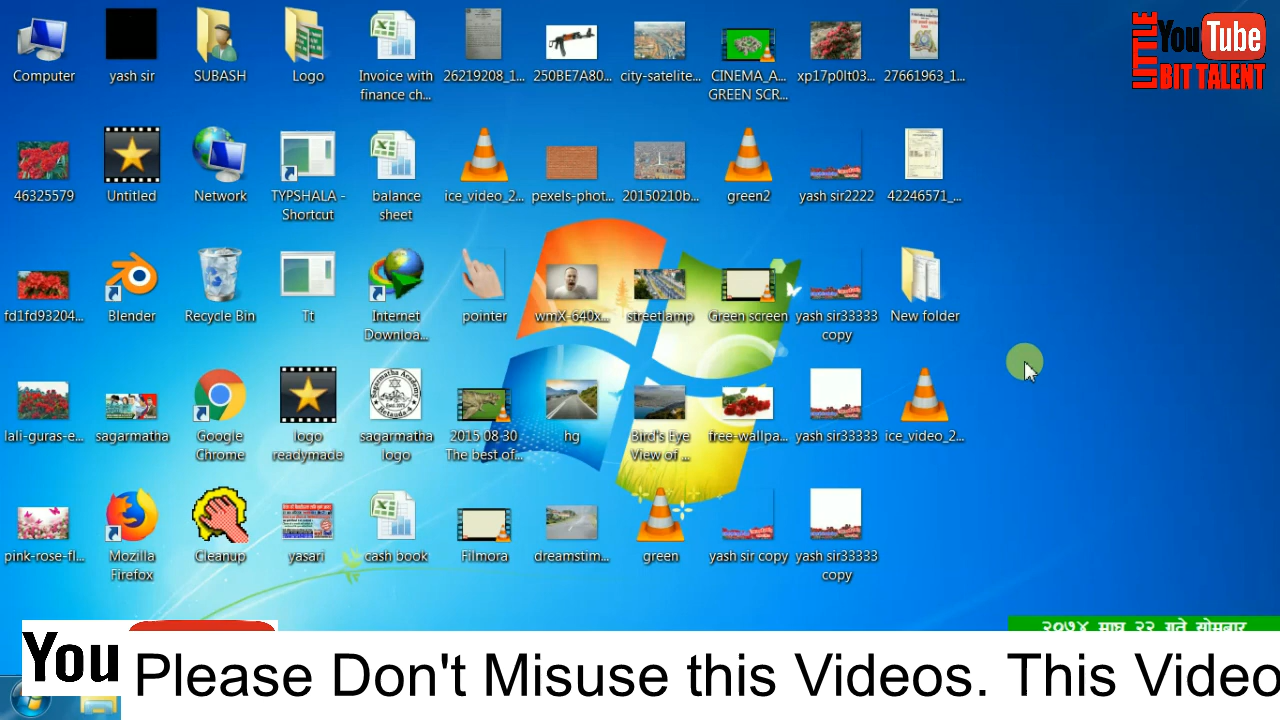 Computer
yash sir
SUBASH
Logo
Invoice with
finance ch...
26219208_1...
250BE7A80...
city-satelite...
CINEMA_A...
GREEN SCR...
xp17p0lt03...
27661963_1...
LITTLE
YouTube
BIT TALENT
46325579
Untitled
Network
TYPSHALA -
Shortcut
balance
sheet
ice_video_2...
pexels-phot...
20150210b...
green2
yash sir2222
42246571_...
fd1fd93204...
Blender
Recycle Bin
Tt
Internet
Downloa...
pointer
wmX-640x...
streetlamp
Green screen
yash sir33333
copy
New folder
lali-guras-e...
sagarmatha
Google
Chrome
logo
readymade
sagarmatha
logo
2015 08 30
The best of...
hg
Bird's Eye
View of ...
free-wallpa...
yash sir33333
ice_video_2...
pink-rose-fl...
Mozilla
Firefox
Cleanup
yasari
cash book
Filmora
dreamstim...
green
yash sir copy
yash sir33333
copy
२०७४ माघ २२ गते सोमबार
You
Please Don't Misuse this Videos. This Video